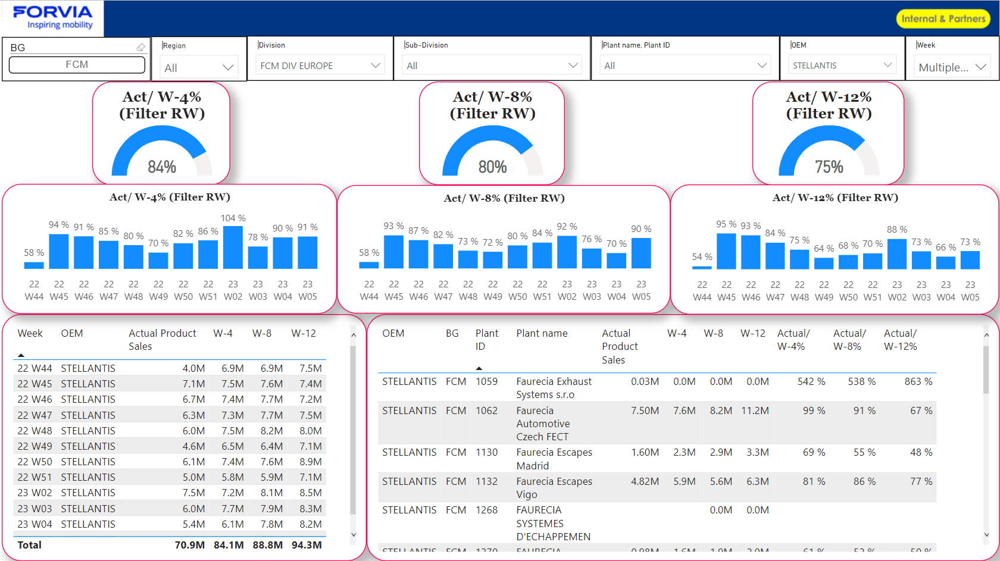 FORVIA
Inspiring mobility
Internal & Partners
BG
FCM
Region
All
Division
FCM DIV EUROPE
Sub-Division
All
Plant name, Plant ID
All
OEM
STELLANTIS
Week
Multiple...
Act/ W-4%
(Filter RW)
84%
Act/ W-8%
(Filter RW)
80%
Act/ W-12%
(Filter RW)
75%
Act/ W-4% (Filter RW)
58 % 94 % 91 % 85 % 80 % 70 % 82 % 86 % 104 % 78 % 90 % 91 %
22 22 22 22 22 22 22 22 23 23 23 23
W44 W45 W46 W47 W48 W49 W50 W51 W02 W03 W04 W05
Act/ W-8% (Filter RW)
58 % 93 % 87 % 82 % 73 % 72 % 80 % 84 % 92 % 76 % 70 % 90 %
22 22 22 22 22 22 22 22 23 23 23 23
W44 W45 W46 W47 W48 W49 W50 W51 W02 W03 W04 W05
Act/ W-12% (Filter RW)
54 % 95 % 93 % 84 % 75 % 64 % 68 % 70 % 88 % 73 % 66 % 73 %
22 22 22 22 22 22 22 22 23 23 23 23
W44 W45 W46 W47 W48 W49 W50 W51 W02 W03 W04 W05
Week OEM Actual Product W-4 W-8 W-12
Sales
22 W44 STELLANTIS 4.0M 6.9M 6.9M 7.5M
22 W45 STELLANTIS 7.1M 7.5M 7.6M 7.4M
22 W46 STELLANTIS 6.7M 7.4M 7.7M 7.2M
22 W47 STELLANTIS 6.3M 7.3M 7.7M 7.5M
22 W48 STELLANTIS 6.0M 7.5M 8.2M 8.0M
22 W49 STELLANTIS 4.6M 6.5M 6.4M 7.1M
22 W50 STELLANTIS 6.1M 7.4M 7.6M 8.9M
22 W51 STELLANTIS 5.0M 5.8M 5.9M 7.1M
23 W02 STELLANTIS 7.5M 7.2M 8.1M 8.5M
23 W03 STELLANTIS 6.0M 7.7M 7.9M 8.3M
23 W04 STELLANTIS 5.4M 6.1M 7.8M 8.2M
Total 70.9M 84.1M 88.8M 94.3M
OEM BG Plant Plant name Actual W-4 W-8 W-12 Actual/ Actual/ Actual/
ID Product W-4% W-8% W-12%
Sales
STELLANTIS FCM 1059 Faurecia Exhaust 0.03M 0.0M 0.0M 0.0M 542 % 538 % 863 %
Systems s.r.o
STELLANTIS FCM 1062 Faurecia 7.50M 7.6M 8.2M 11.2M 99 % 91 % 67 %
Automotive
Czech FECT
STELLANTIS FCM 1130 Faurecia Escapes 1.60M 2.3M 2.9M 3.3M 69 % 55 % 48 %
Madrid
STELLANTIS FCM 1132 Faurecia Escapes 4.82M 5.9M 5.6M 6.3M 81 % 86 % 77 %
Vigo
STELLANTIS FCM 1268 FAURECIA 0.0M 0.0M
SYSTEMES
D'ECHAPPEMEN
STELLANTIS FCM 1270 FAURECIA